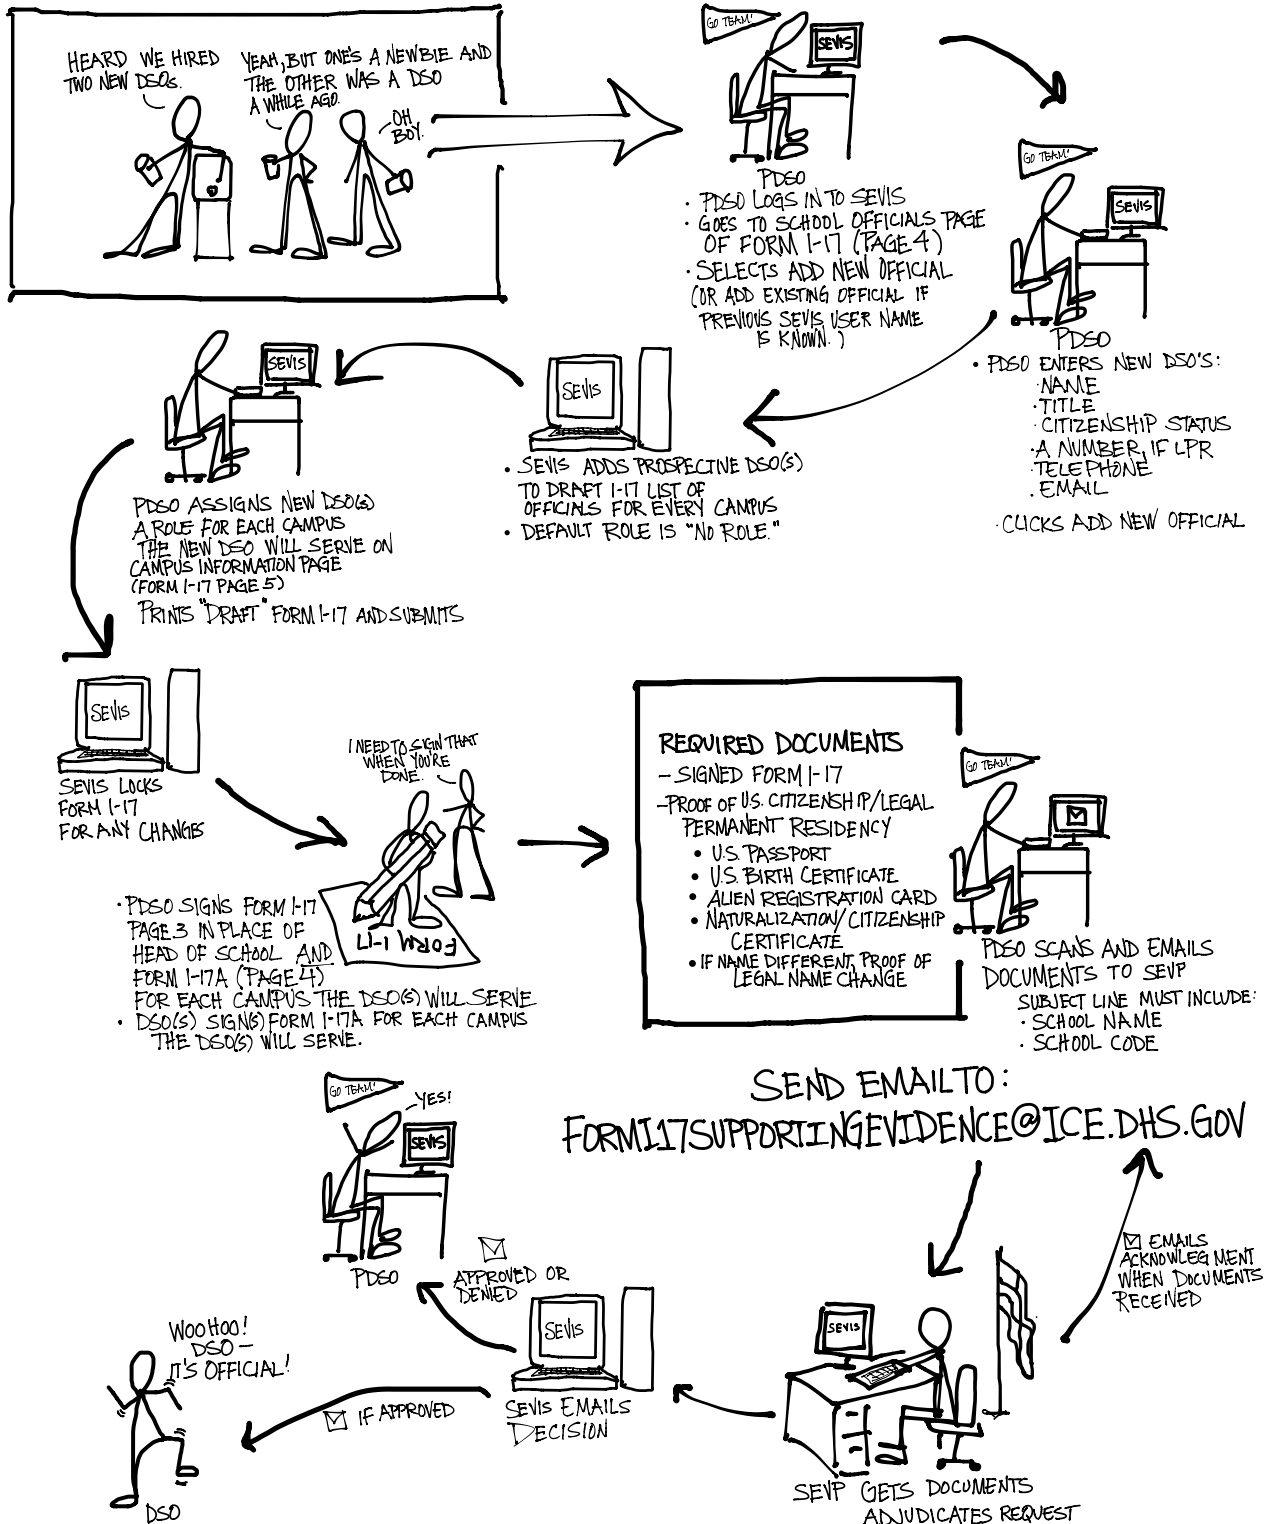 HEARD WE HIRED
TWO NEW DSOs.
YEAH, BUT ONE'S A NEWBIE AND
THE OTHER WAS A DSO
A WHILE AGO.
OH
BOY.
GO TEAM!
SEVIS
PDSO
· PDSO LOGS IN TO SEVIS
· GOES TO SCHOOL OFFICIALS PAGE
OF FORM I-17 (PAGE 4)
· SELECTS ADD NEW OFFICIAL
(OR ADD EXISTING OFFICIAL IF
PREVIOUS SEVIS USER NAME
IS KNOWN.)
GO TEAM!
SEVIS
PDSO
· PDSO ENTERS NEW DSO'S:
· NAME
· TITLE
· CITIZENSHIP STATUS
· A NUMBER, IF LPR
· TELEPHONE
· EMAIL
· CLICKS ADD NEW OFFICIAL
SEVIS
· SEVIS ADDS PROSPECTIVE DSO(S)
TO DRAFT I-17 LIST OF
OFFICIALS FOR EVERY CAMPUS
· DEFAULT ROLE IS "NO ROLE."
SEVIS
PDSO ASSIGNS NEW DSO(S)
A ROLE FOR EACH CAMPUS
THE NEW DSO WILL SERVE ON
CAMPUS INFORMATION PAGE
(FORM I-17 PAGE 5)
PRINTS "DRAFT" FORM I-17 AND SUBMITS
SEVIS
SEVIS LOCKS
FORM I-17
FOR ANY CHANGES
I NEED TO SIGN THAT
WHEN YOU'RE
DONE.
FORM I-17
· PDSO SIGNS FORM I-17
PAGE 3 IN PLACE OF
HEAD OF SCHOOL AND
FORM I-17A (PAGE 4)
FOR EACH CAMPUS THE DSO(S) WILL SERVE
· DSO(S) SIGN(S) FORM I-17A FOR EACH CAMPUS
THE DSO(S) WILL SERVE.
REQUIRED DOCUMENTS
- SIGNED FORM I-17
- PROOF OF U.S. CITIZENSHIP/LEGAL
PERMANENT RESIDENCY
• U.S. PASSPORT
• U.S. BIRTH CERTIFICATE
• ALIEN REGISTRATION CARD
• NATURALIZATION/CITIZENSHIP
CERTIFICATE
• IF NAME DIFFERENT, PROOF OF
LEGAL NAME CHANGE
GO TEAM!
PDSO SCANS AND EMAILS
DOCUMENTS TO SEVP
SUBJECT LINE MUST INCLUDE:
· SCHOOL NAME
· SCHOOL CODE
SEND EMAIL TO:
FORMI17SUPPORTINGEVIDENCE@ICE.DHS.GOV
EMAILS
ACKNOWLEGMENT
WHEN DOCUMENTS
RECEIVED
SEVIS
SEVP GETS DOCUMENTS
ADJUDICATES REQUEST
SEVIS
SEVIS EMAILS
DECISION
APPROVED OR
DENIED
GO TEAM!
YES!
SEVIS
PDSO
IF APPROVED
WOOHOO!
DSO -
IT'S OFFICIAL!
DSO